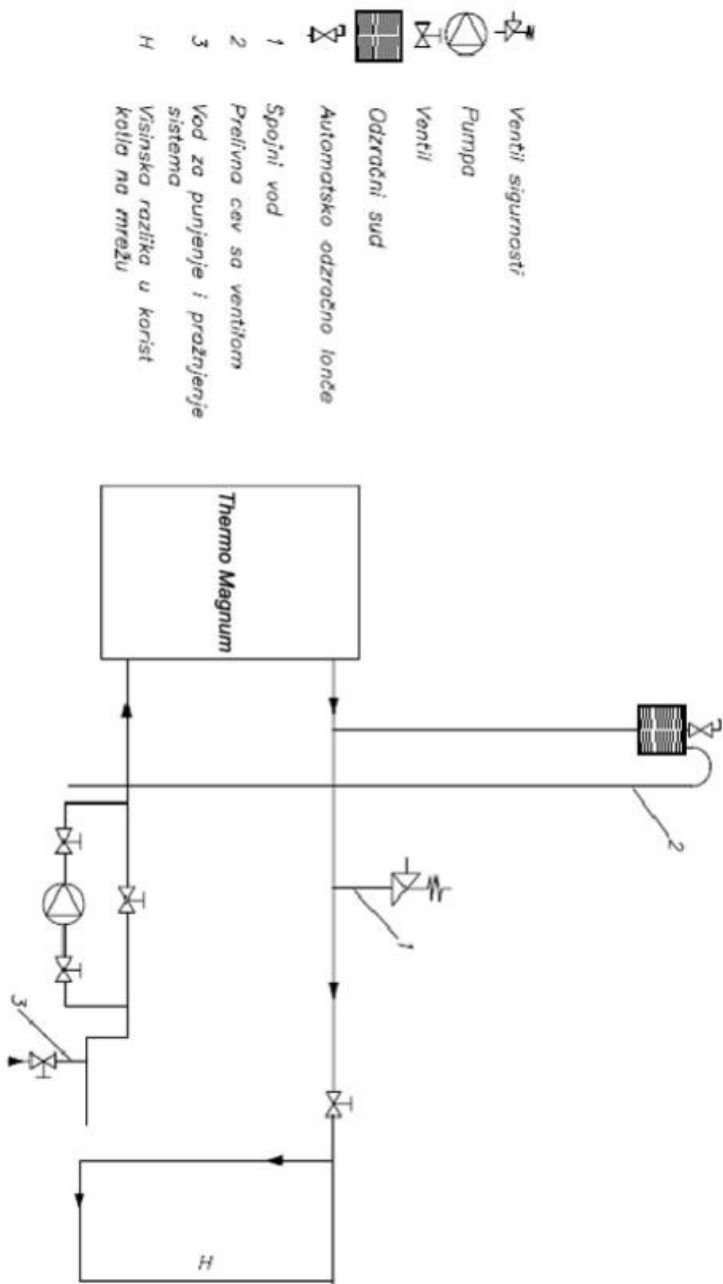 Ventil sigurnosti
Pumpa
Ventil
Odzračni sud
Automatsko odzračno lonče
1 Spojni vod
2 Prelivna cev sa ventilom
3 Vod za punjenje i pražnjenje
sistema
H Visinska razlika u korist
kotla na mrežu
Thermo Magnum
2
1
3
H